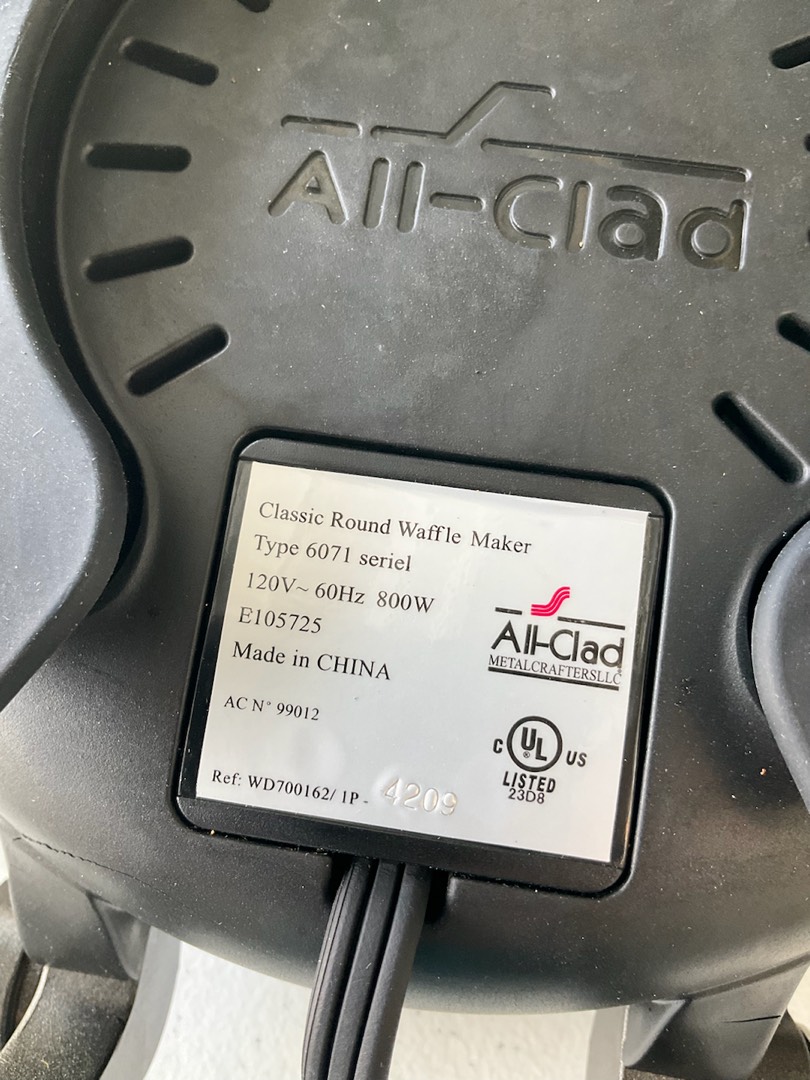 All-Clad
Classic Round Waffle Maker
Type 6071 seriel
120V~ 60Hz 800W
E105725
Made in CHINA
AC N° 99012
Ref: WD700162/ 1P - 4209
All-Clad
METALCRAFTERSLLC
C UL US
LISTED
23D8